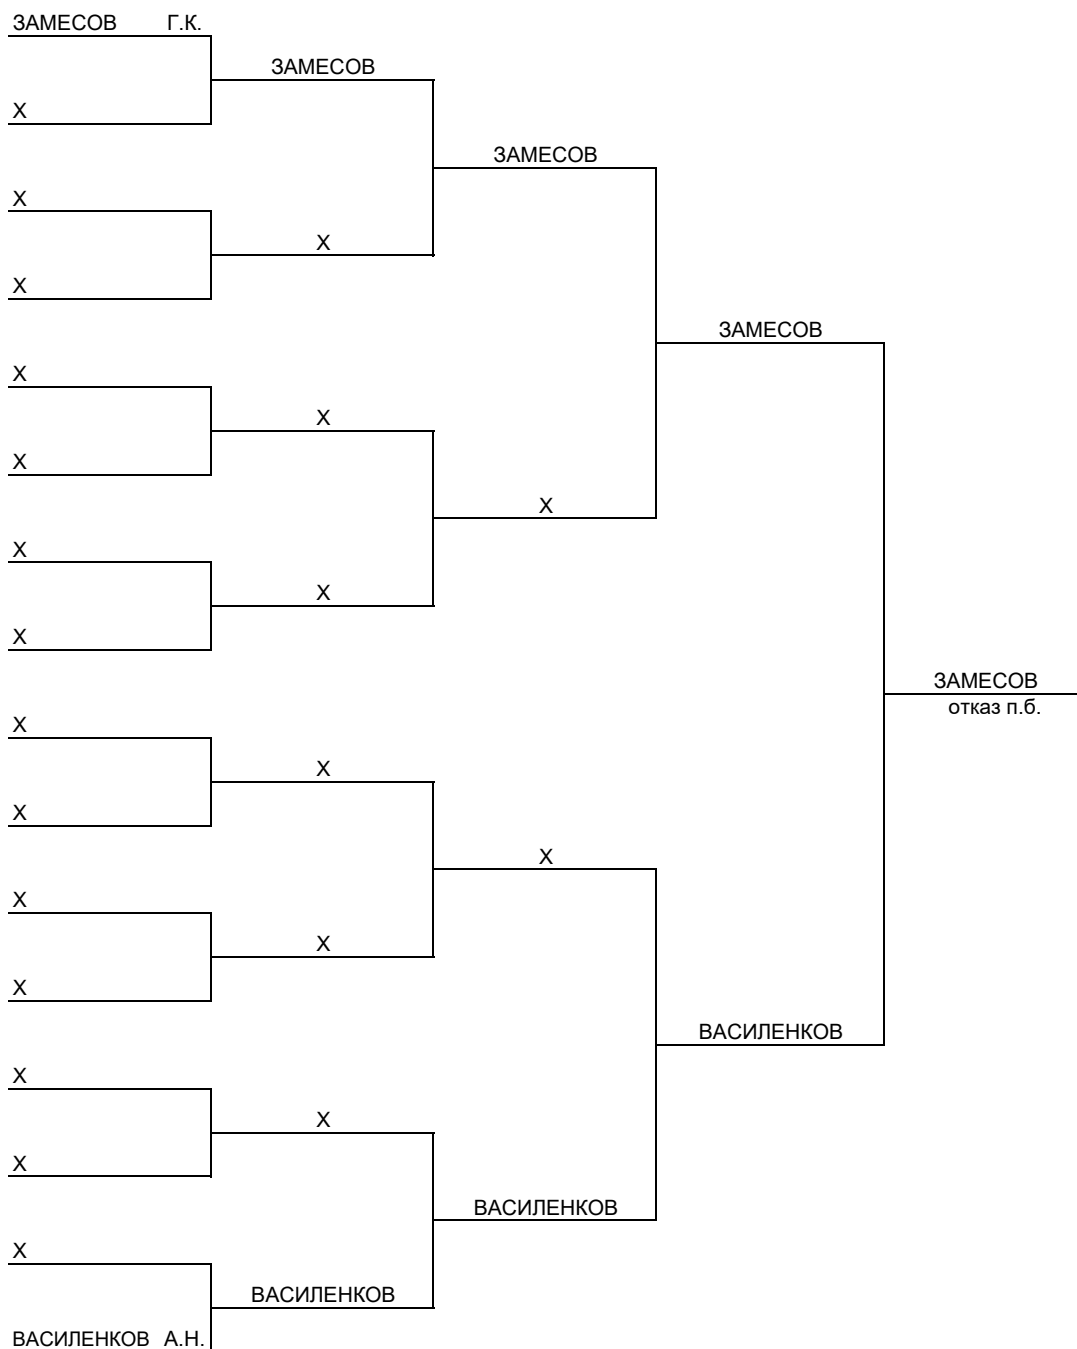 ЗАМЕСОВ Г.К.
ЗАМЕСОВ
Х
ЗАМЕСОВ
Х
Х
Х
ЗАМЕСОВ
Х
Х
Х
Х
Х
Х
Х
ЗАМЕСОВ
отказ п.б.
Х
Х
Х
Х
Х
Х
Х
ВАСИЛЕНКОВ
Х
Х
Х
ВАСИЛЕНКОВ
Х
ВАСИЛЕНКОВ
ВАСИЛЕНКОВ А.Н.